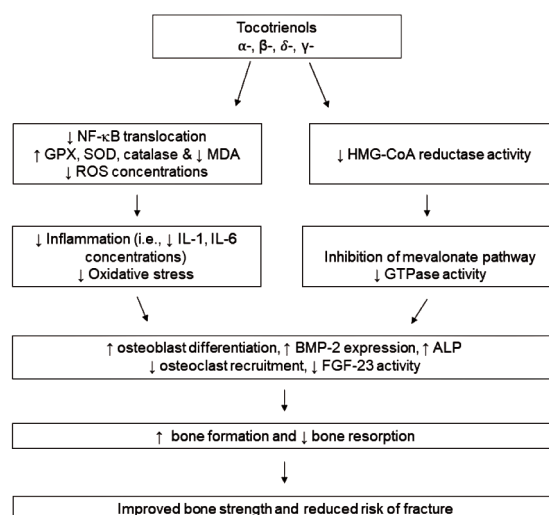 Tocotrienols
α-, β-, δ-, γ-
↓ NF-κB translocation
↑ GPX, SOD, catalase & ↓ MDA
↓ ROS concentrations
↓ HMG-CoA reductase activity
↓ Inflammation (i.e., ↓ IL-1, IL-6
concentrations)
↓ Oxidative stress
Inhibition of mevalonate pathway
↓ GTPase activity
↑ osteoblast differentiation, ↑ BMP-2 expression, ↑ ALP
↓ osteoclast recruitment, ↓ FGF-23 activity
↑ bone formation and ↓ bone resorption
Improved bone strength and reduced risk of fracture